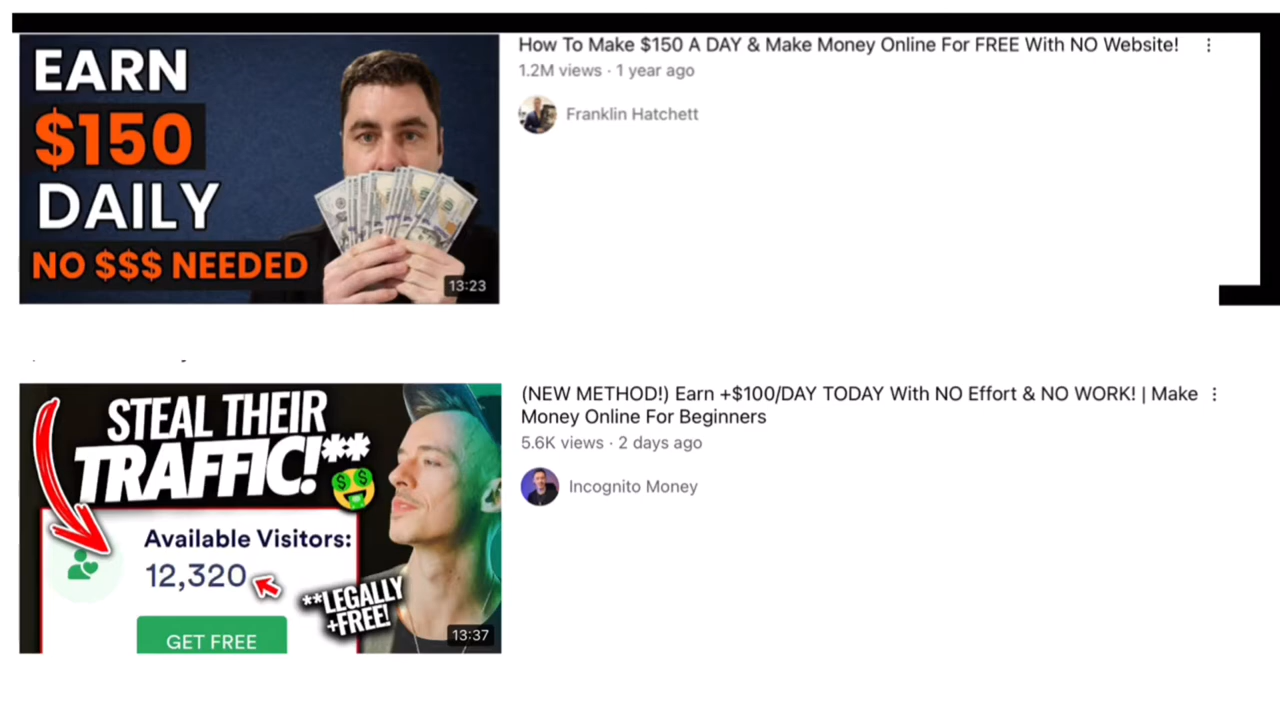 EARN
$150
DAILY
NO $$$ NEEDED
13:23
How To Make $150 A DAY & Make Money Online For FREE With NO Website!
1.2M views · 1 year ago
Franklin Hatchett
STEAL THEIR
TRAFFIC!**
Available Visitors:
12,320
**LEGALLY
+FREE!
GET FREE
13:37
(NEW METHOD!) Earn +$100/DAY TODAY With NO Effort & NO WORK! | Make
Money Online For Beginners
5.6K views · 2 days ago
Incognito Money